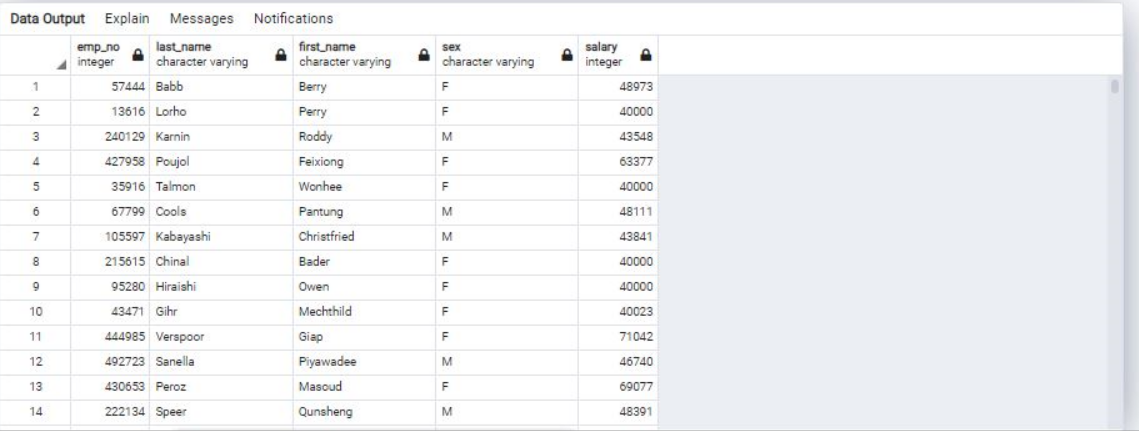 Data Output Explain Messages Notifications
emp_no last_name first_name sex salary
integer character varying character varying character varying integer
1 57444 Babb Berry F 48973
2 13616 Lorho Perry F 40000
3 240129 Karnin Roddy M 43548
4 427958 Poujol Feixiong F 63377
5 35916 Talmon Wonhee F 40000
6 67799 Cools Pantung M 48111
7 105597 Kabayashi Christfried M 43841
8 215615 Chinal Bader F 40000
9 95280 Hiraishi Owen F 40000
10 43471 Gihr Mechthild F 40023
11 444985 Verspoor Giap F 71042
12 492723 Sanella Piyawadee M 46740
13 430653 Peroz Masoud F 69077
14 222134 Speer Qunsheng M 48391